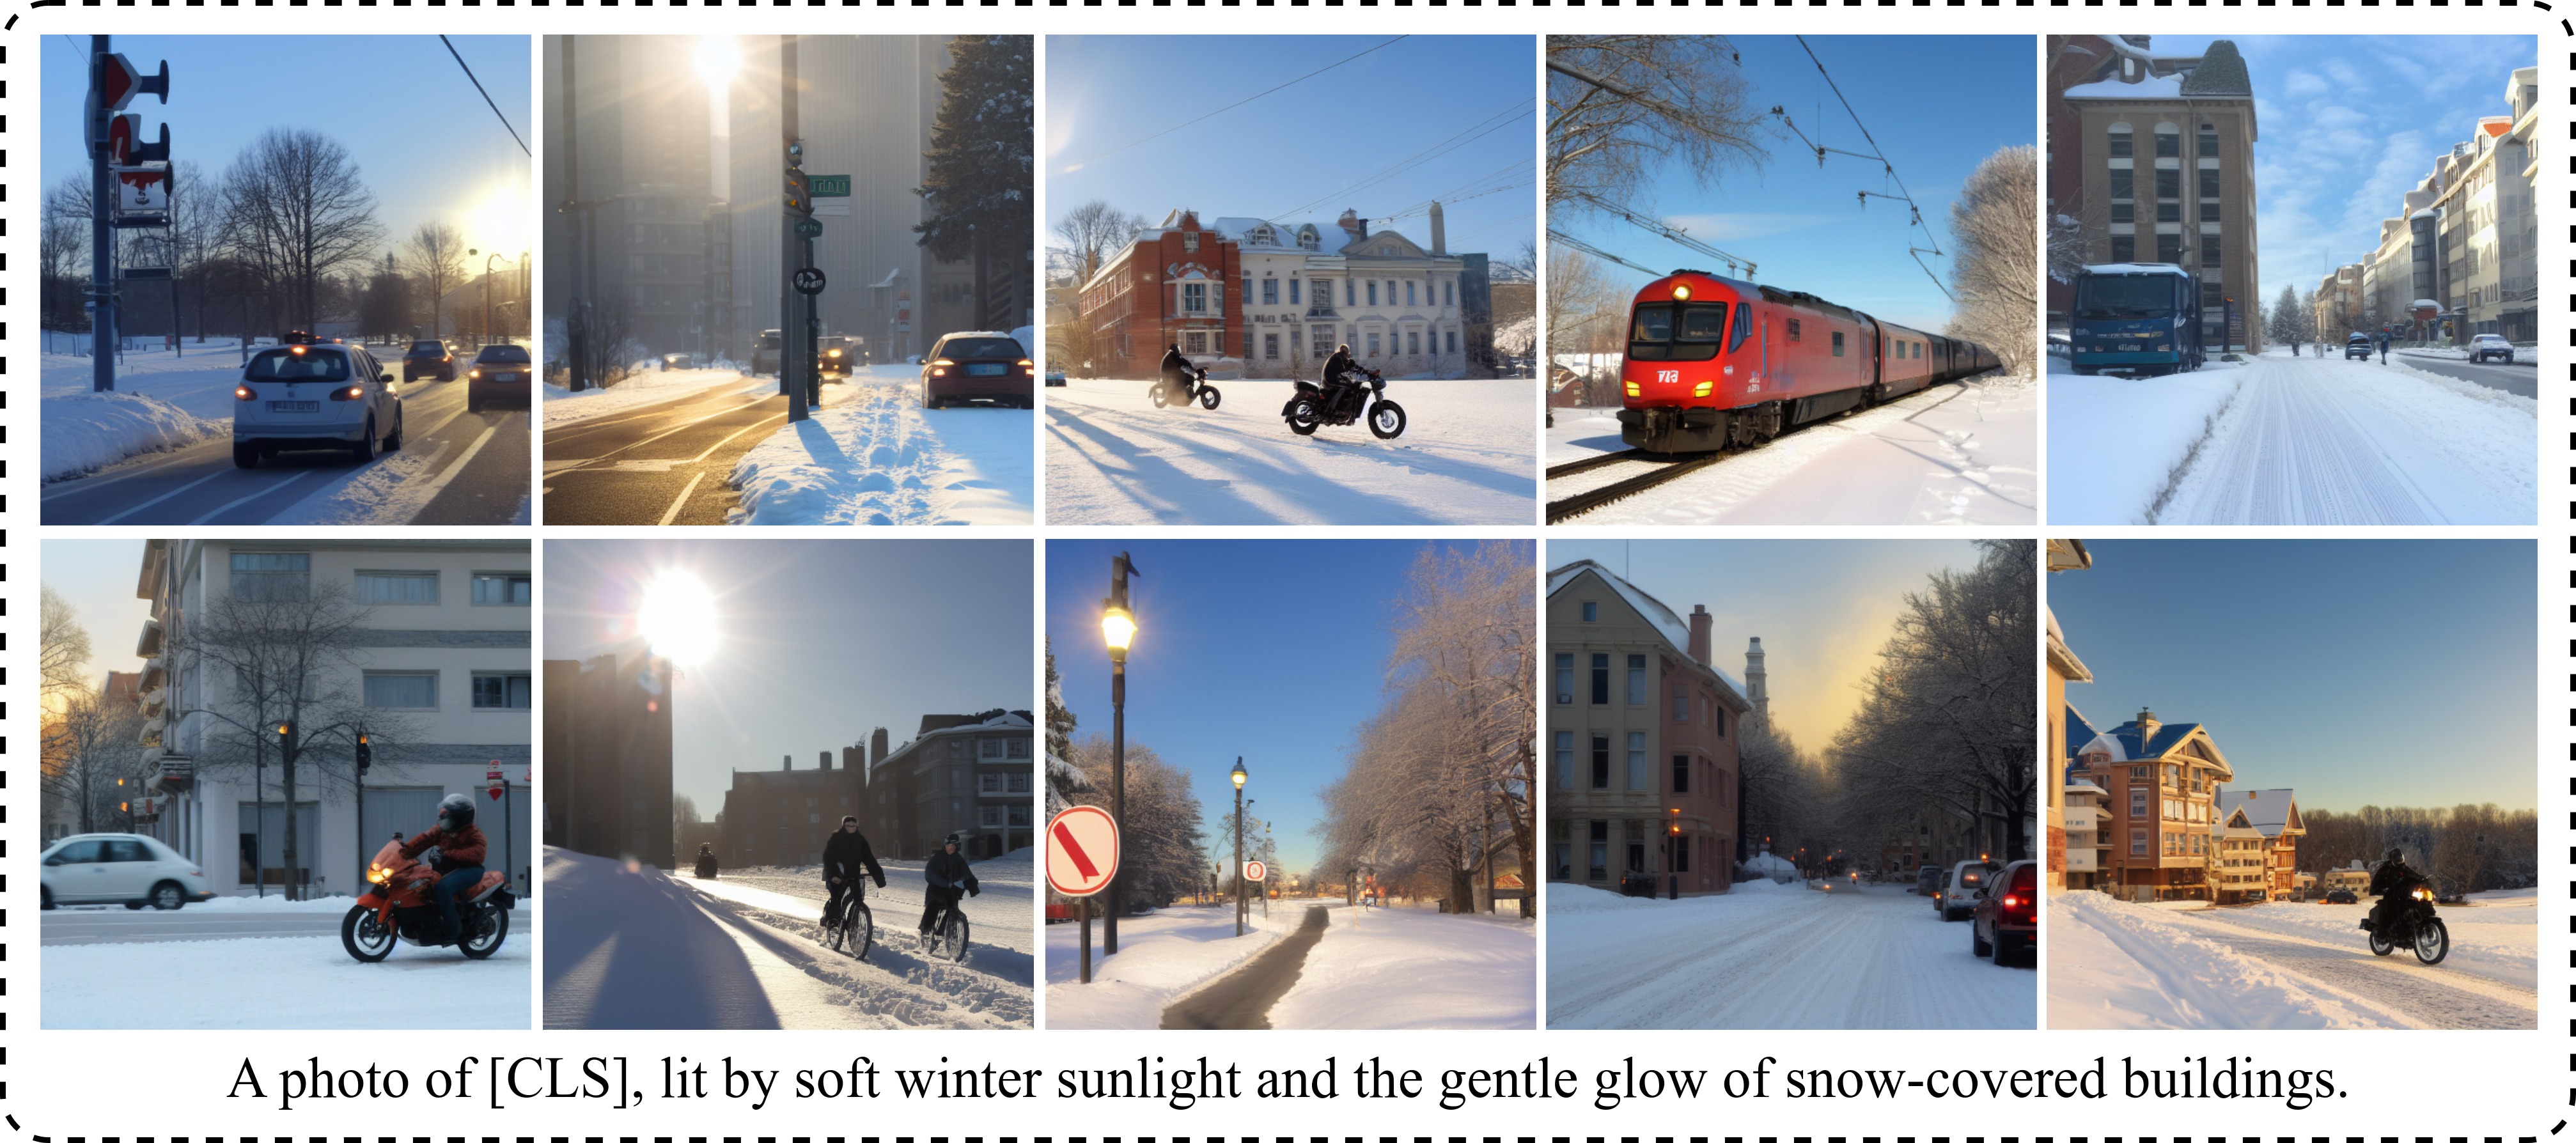 A photo of [CLS], lit by soft winter sunlight and the gentle glow of snow-covered buildings.